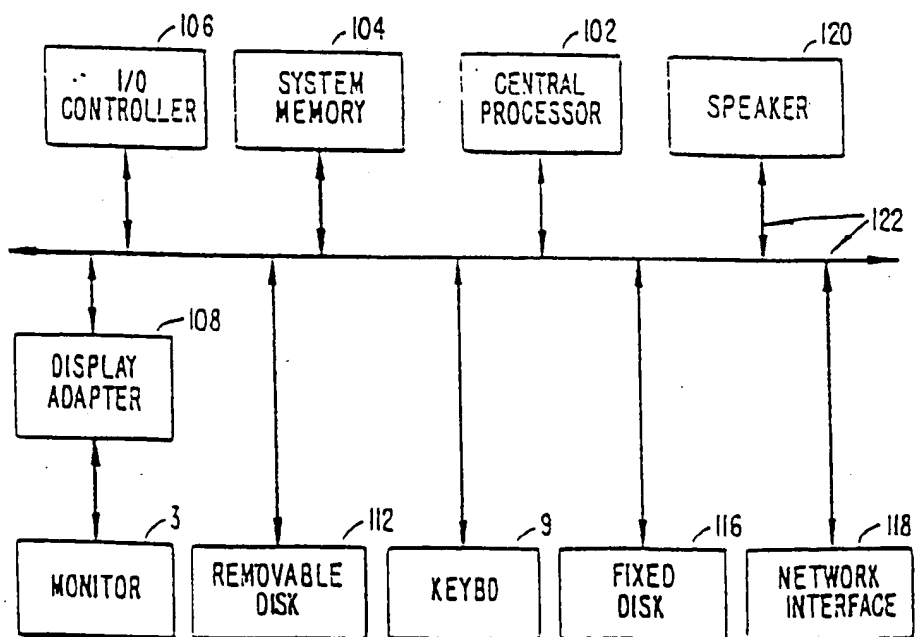 106
I/O
CONTROLLER
104
SYSTEM
MEMORY
102
CENTRAL
PROCESSOR
120
SPEAKER
122
108
DISPLAY
ADAPTER
3
MONITOR
112
REMOVABLE
DISK
9
KEYBD
116
FIXED
DISK
118
NETWORK
INTERFACE